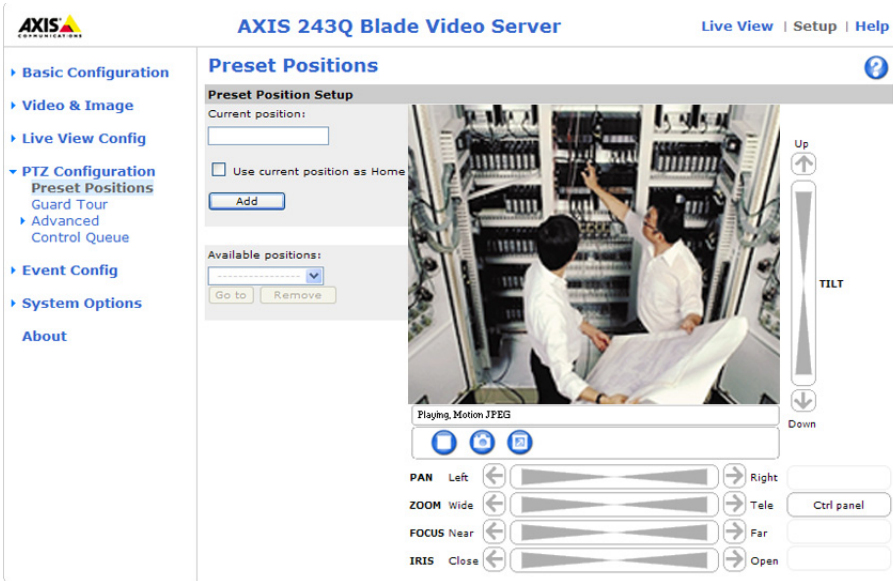 AXIS
COMMUNICATIONS
AXIS 243Q Blade Video Server
Live View | Setup | Help
Basic Configuration
Video & Image
Live View Config
PTZ Configuration
Preset Positions
Guard Tour
Advanced
Control Queue
Event Config
System Options
About
Preset Positions
?
Preset Position Setup
Current position:
Use current position as Home
Add
Available positions:
----------------
Go to
Remove
Playing, Motion JPEG
Up
TILT
Down
PAN Left Right
ZOOM Wide Tele Ctrl panel
FOCUS Near Far
IRIS Close Open